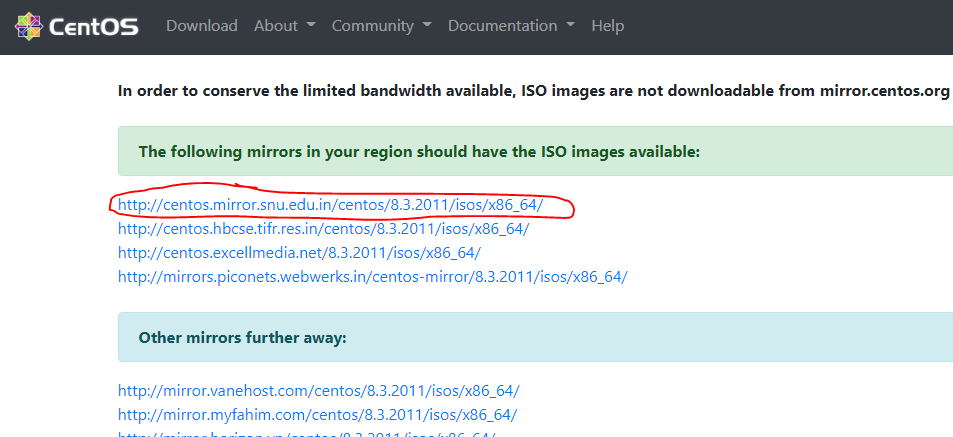 CentOS Download About Community Documentation Help
In order to conserve the limited bandwidth available, ISO images are not downloadable from mirror.centos.org
The following mirrors in your region should have the ISO images available:
http://centos.mirror.snu.edu.in/centos/8.3.2011/isos/x86_64/
http://centos.hbcse.tifr.res.in/centos/8.3.2011/isos/x86_64/
http://centos.excellmedia.net/8.3.2011/isos/x86_64/
http://mirrors.piconets.webwerks.in/centos-mirror/8.3.2011/isos/x86_64/
Other mirrors further away:
http://mirror.vanehost.com/centos/8.3.2011/isos/x86_64/
http://mirror.myfahim.com/centos/8.3.2011/isos/x86_64/